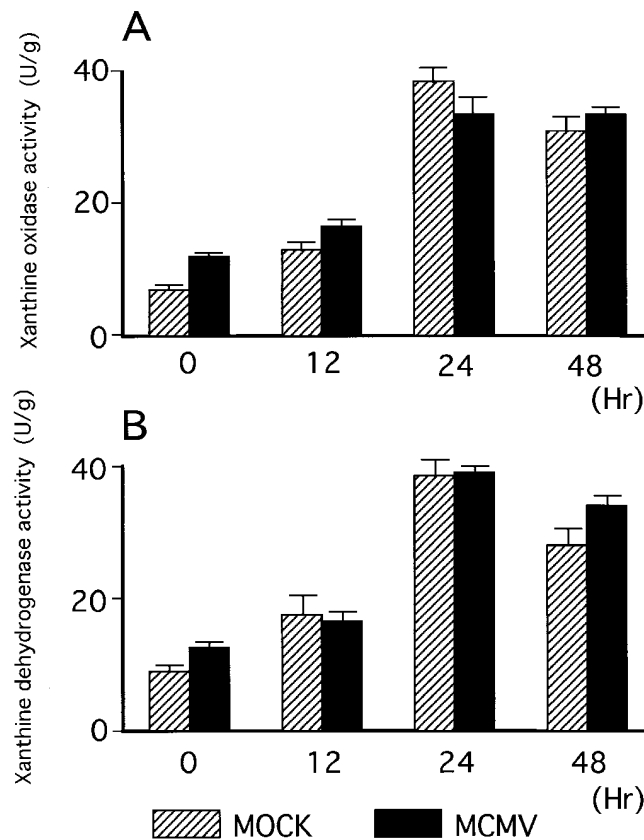 A
Xanthine oxidase activity (U/g)
40
20
0
0 12 24 48
(Hr)
B
Xanthine dehydrogenase activity (U/g)
40
20
0
0 12 24 48
(Hr)
MOCK MCMV